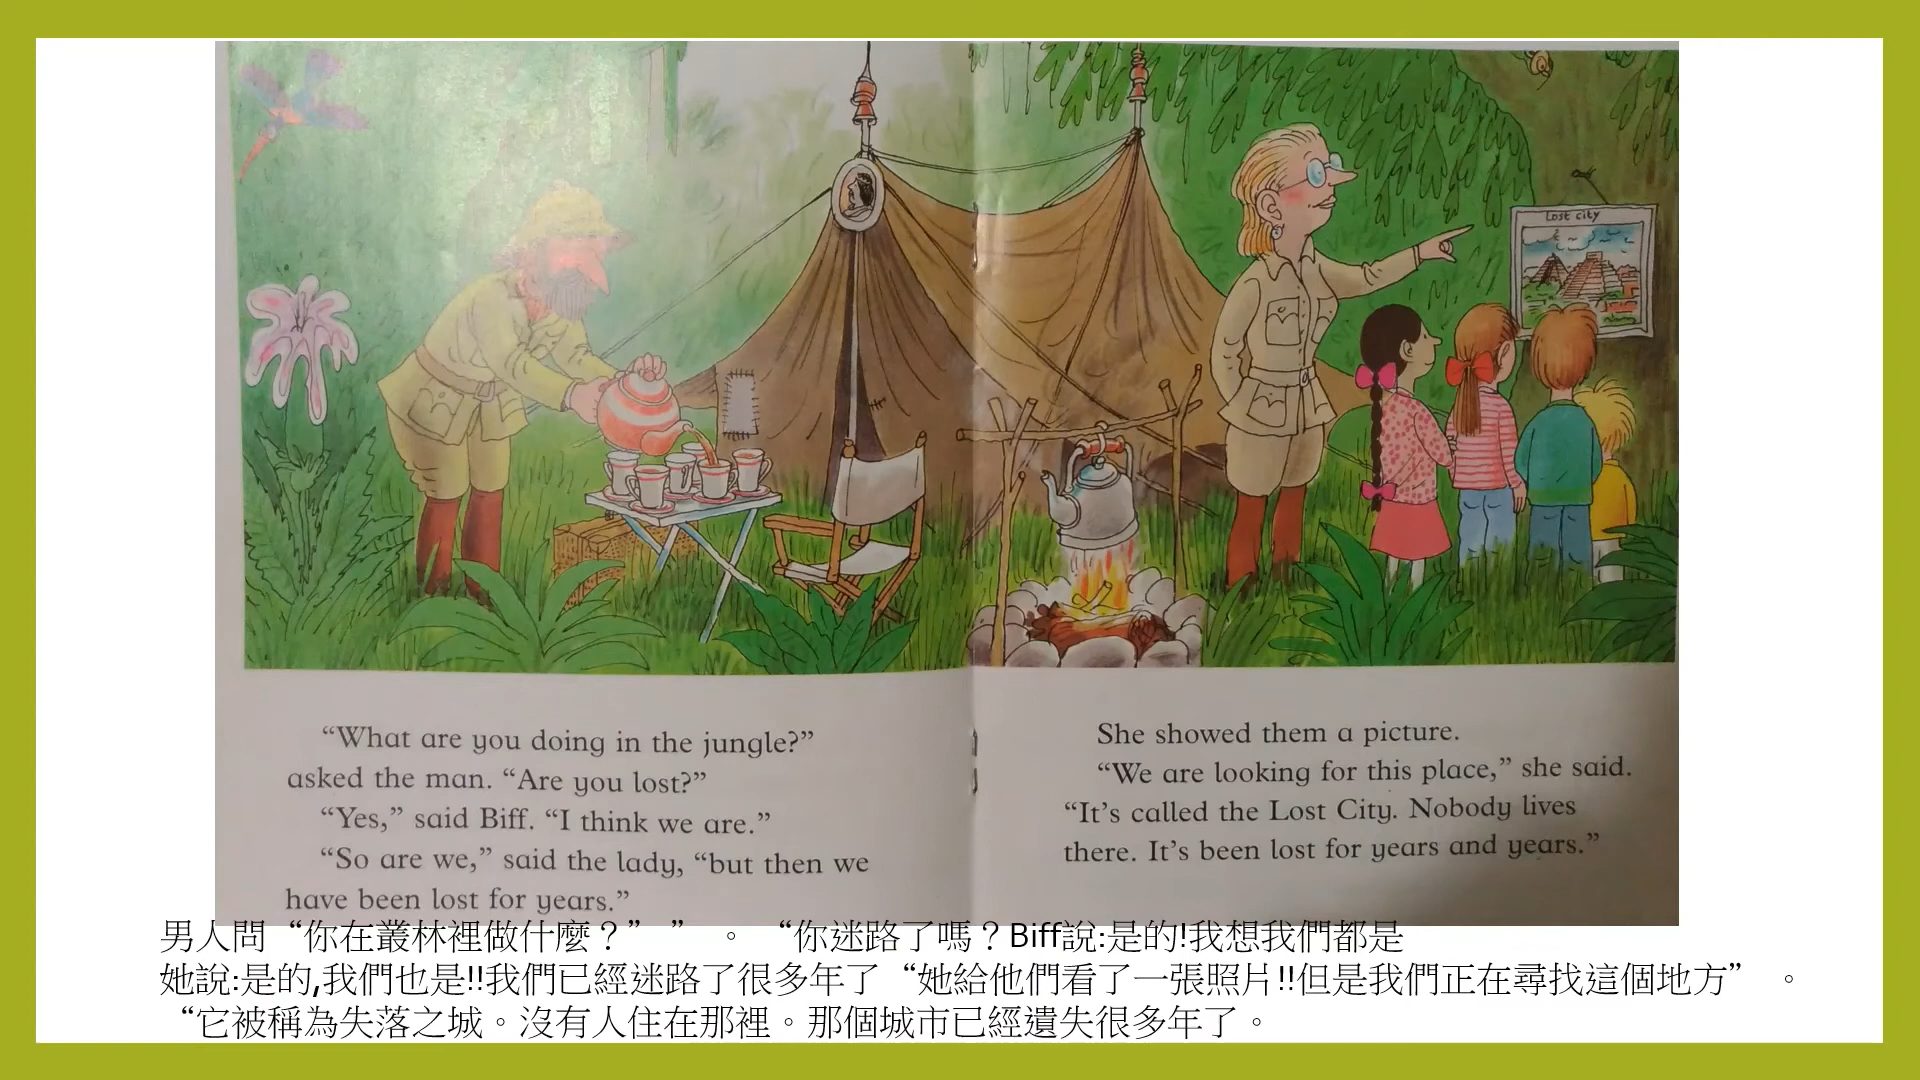 Lost city
“What are you doing in the jungle?”
asked the man. “Are you lost?”
“Yes,” said Biff. “I think we are.”
“So are we,” said the lady, “but then we
have been lost for years.”
She showed them a picture.
“We are looking for this place,” she said.
“It’s called the Lost City. Nobody lives
there. It’s been lost for years and years.”
男人問“你在叢林裡做什麼？””。“你迷路了嗎？Biff說:是的!我想我們都是
她說:是的,我們也是!!我們已經迷路了很多年了“她給他們看了一張照片!!但是我們正在尋找這個地方”。
“它被稱為失落之城。沒有人住在那裡。那個城市已經遺失很多年了。